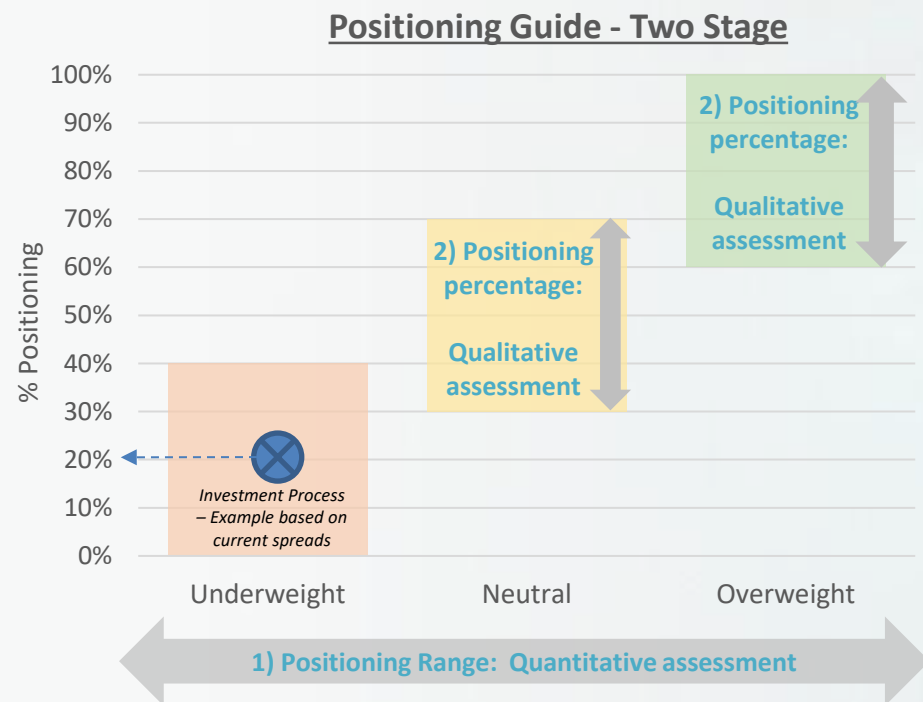 Positioning Guide - Two Stage
% Positioning
100%
90%
80%
70%
60%
50%
40%
30%
20%
10%
0%
2) Positioning
percentage:
Qualitative
assessment
2) Positioning
percentage:
Qualitative
assessment
Investment Process
– Example based on
current spreads
Underweight
Neutral
Overweight
1) Positioning Range: Quantitative assessment